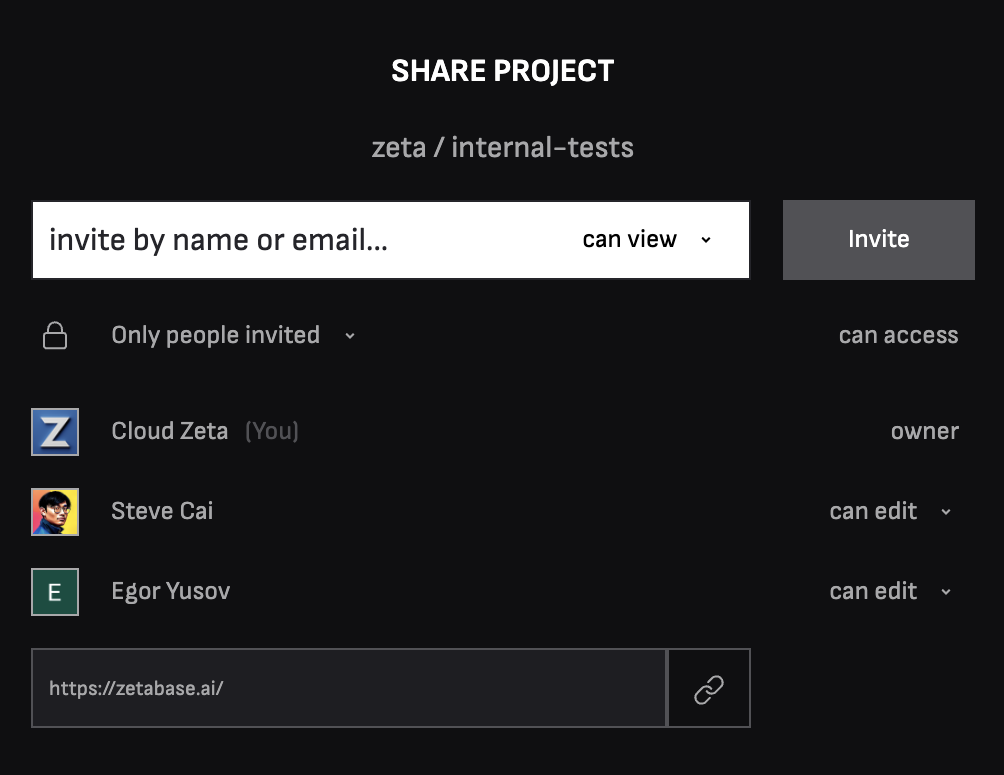 SHARE PROJECT
zeta / internal-tests
invite by name or email... can view Invite
Only people invited can access
Z Cloud Zeta (You) owner
Steve Cai can edit
E Egor Yusov can edit
https://zetabase.ai/